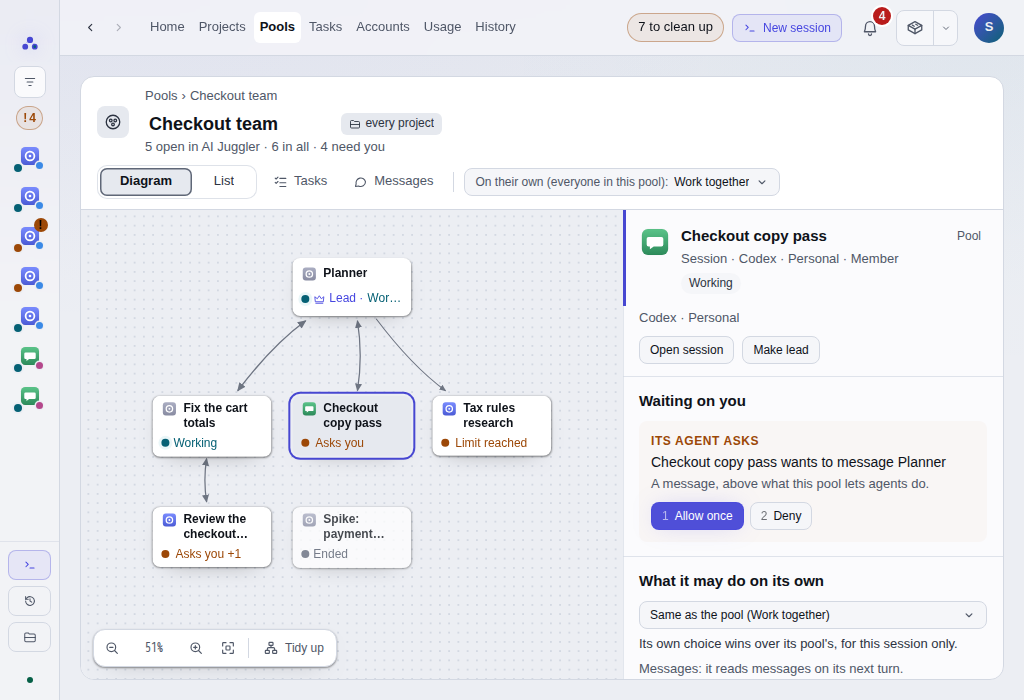 Home Projects Pools Tasks Accounts Usage History
7 to clean up
New session
4
S
!4
!
Pools › Checkout team
Checkout team
every project
5 open in AI Juggler · 6 in all · 4 need you
Diagram List Tasks Messages
On their own (everyone in this pool): Work together
Planner
Lead · Wor…
Fix the cart totals
Working
Checkout copy pass
Asks you
Tax rules research
Limit reached
Review the checkout…
Asks you +1
Spike: payment…
Ended
51%
Tidy up
Checkout copy pass
Pool
Session · Codex · Personal · Member
Working
Codex · Personal
Open session
Make lead
Waiting on you
ITS AGENT ASKS
Checkout copy pass wants to message Planner
A message, above what this pool lets agents do.
1 Allow once
2 Deny
What it may do on its own
Same as the pool (Work together)
Its own choice wins over its pool's, for this session only.
Messages: it reads messages on its next turn.